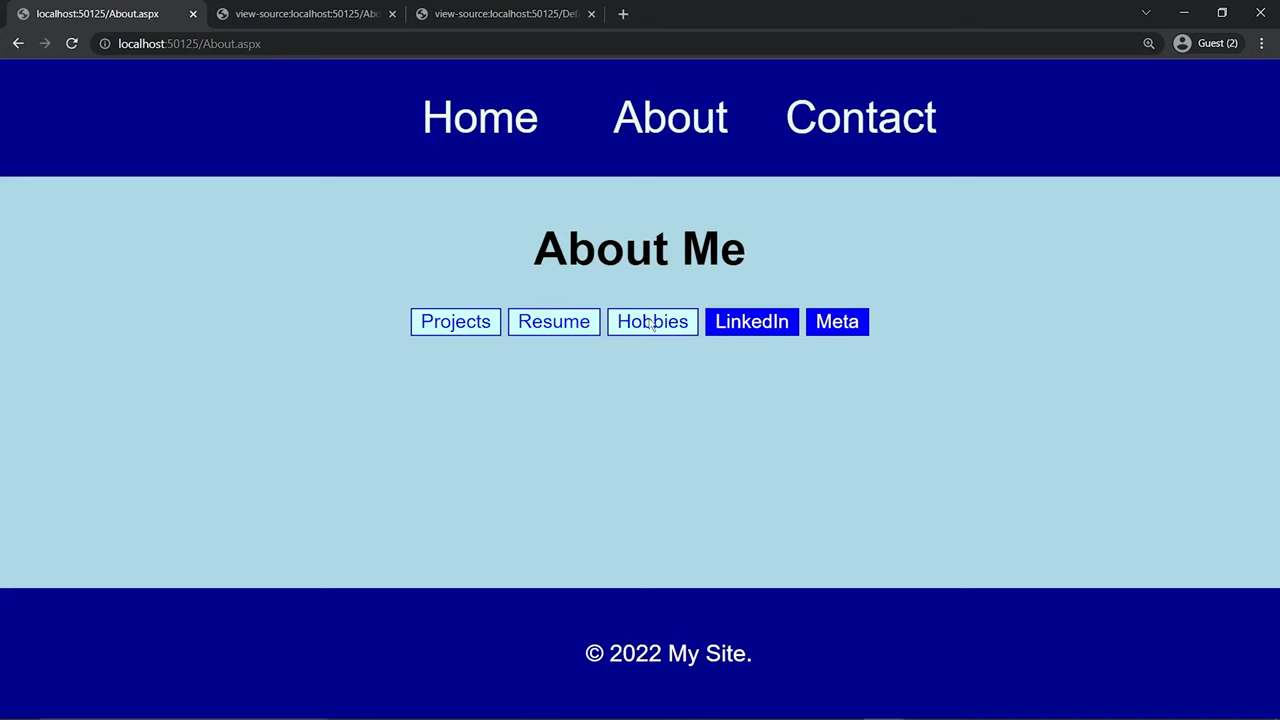 localhost:50125/About.aspx
view-source:localhost:50125/Abo
view-source:localhost:50125/Def
localhost:50125/About.aspx
Guest (2)
Home About Contact
About Me
Projects Resume Hobbies LinkedIn Meta
© 2022 My Site.